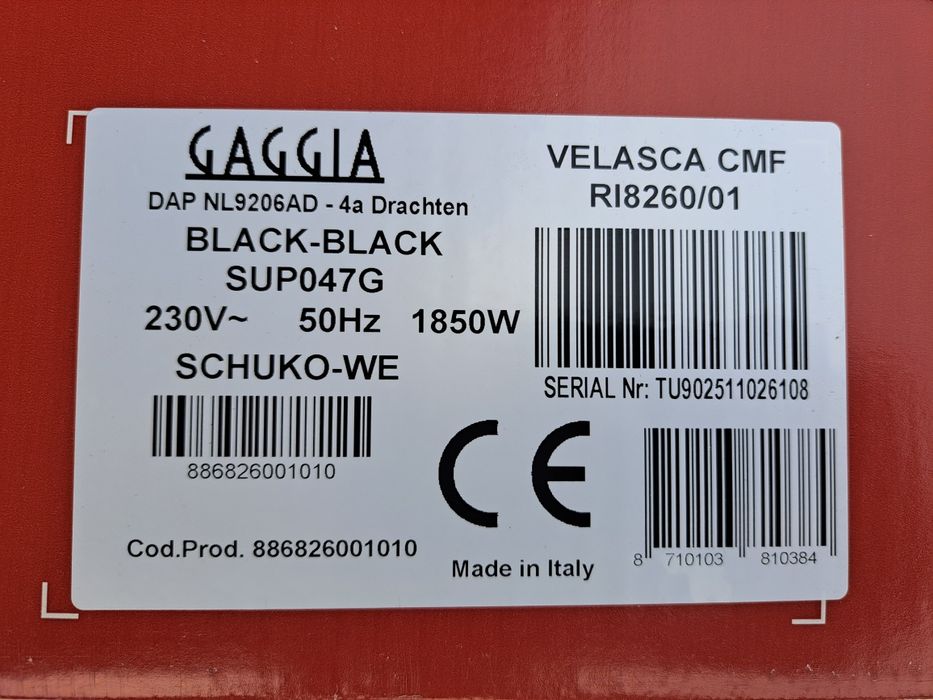 GAGGIA
DAP NL9206AD - 4a Drachten
BLACK-BLACK
SUP047G
230V~ 50Hz 1850W
SCHUKO-WE
886826001010
Cod.Prod. 886826001010
VELASCA CMF
RI8260/01
SERIAL Nr: TU902511026108
CE
Made in Italy
8 710103 810384